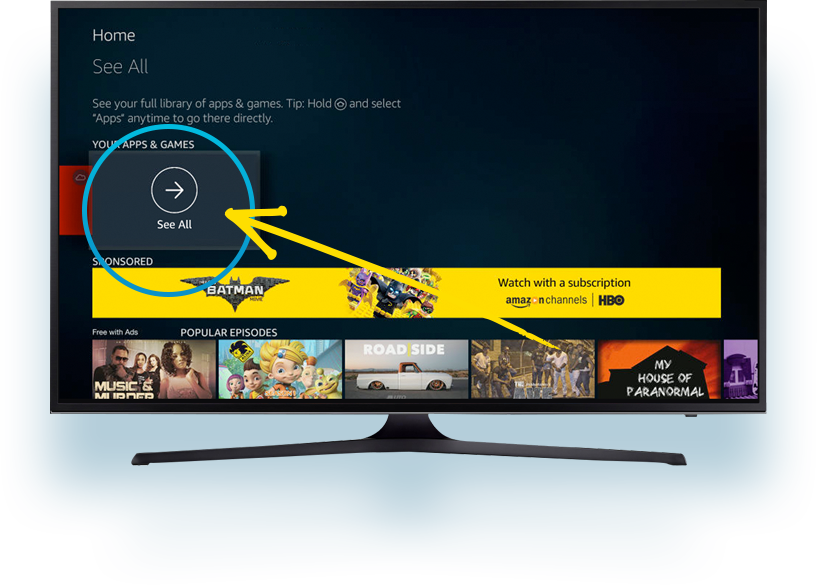 Home
See All
See your full library of apps & games. Tip: Hold and select
"Apps" anytime to go there directly.
YOUR APPS & GAMES
See All
SPONSORED
THE LEGO
BATMAN
MOVIE
Watch with a subscription
amazon channels | HBO
Free with Ads
POPULAR EPISODES
MUSIC &
MURDER
ROADSIDE
MY
HOUSE OF
PARANORMAL